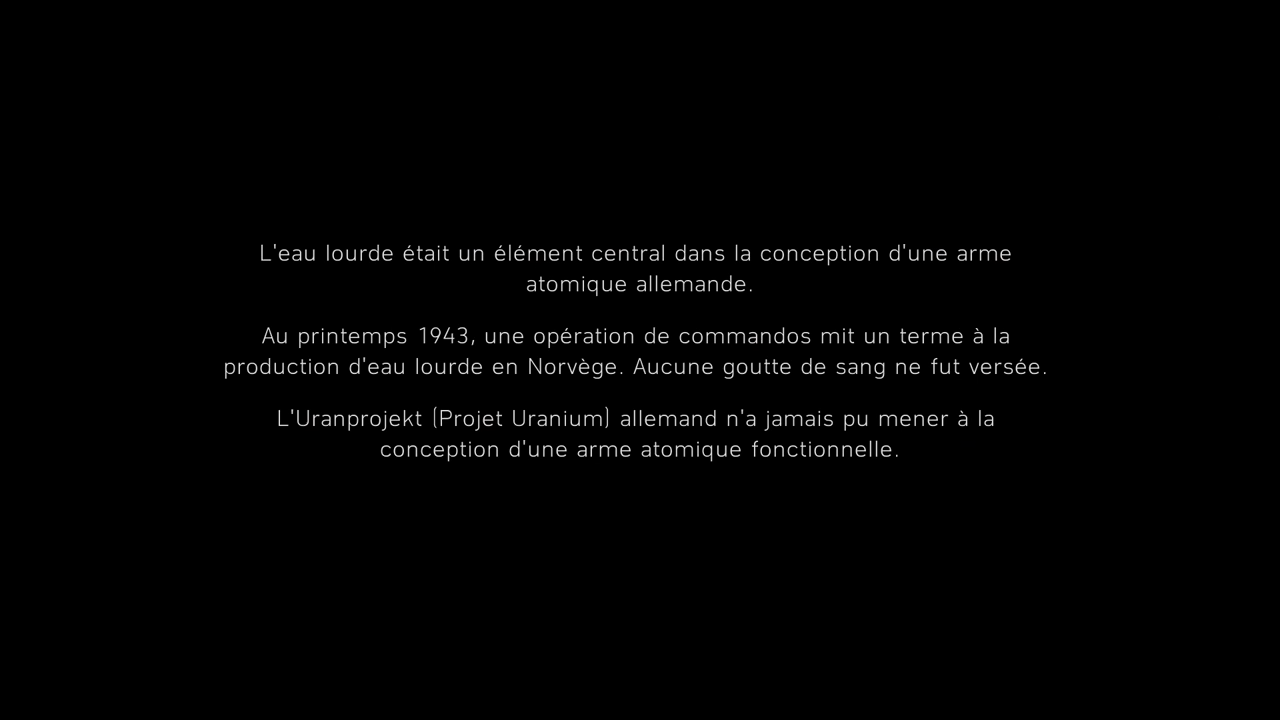 L'eau lourde était un élément central dans la conception d'une arme
atomique allemande.
Au printemps 1943, une opération de commandos mit un terme à la
production d'eau lourde en Norvège. Aucune goutte de sang ne fut versée.
L'Uranprojekt (Projet Uranium) allemand n'a jamais pu mener à la
conception d'une arme atomique fonctionnelle.